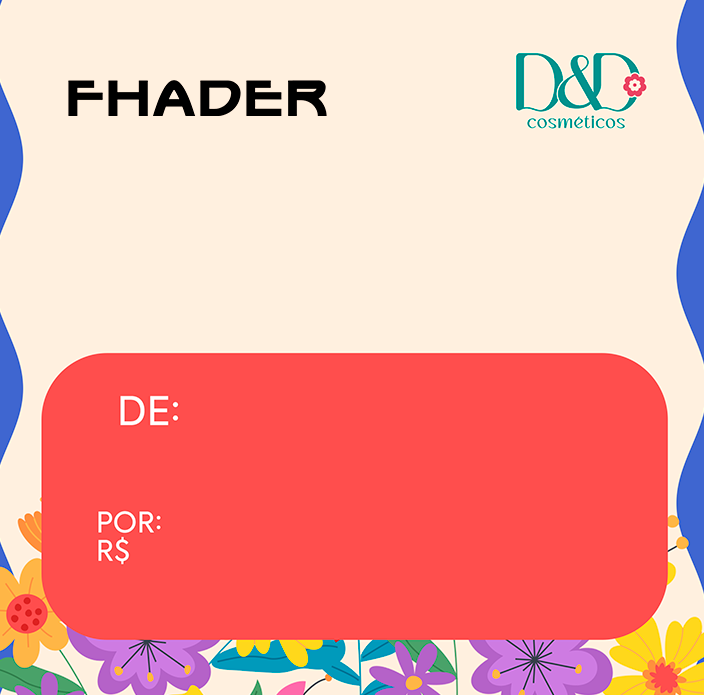 FHADER
D&D
cosméticos
DE:
POR:
R$